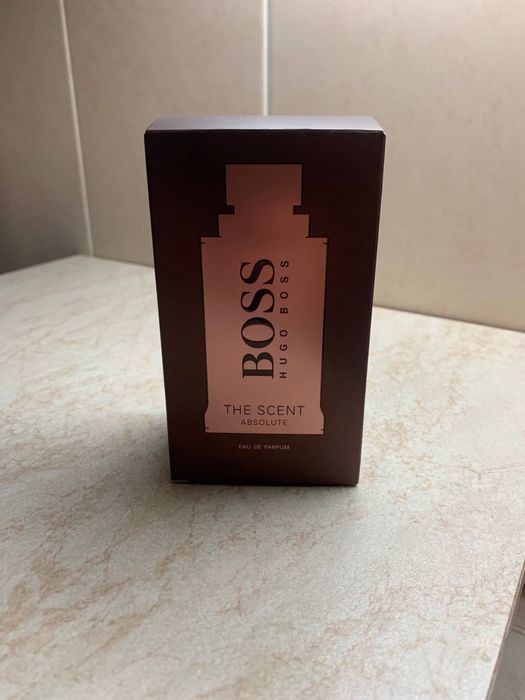 BOSS
HUGO BOSS
THE SCENT
ABSOLUTE
EAU DE PARFUM